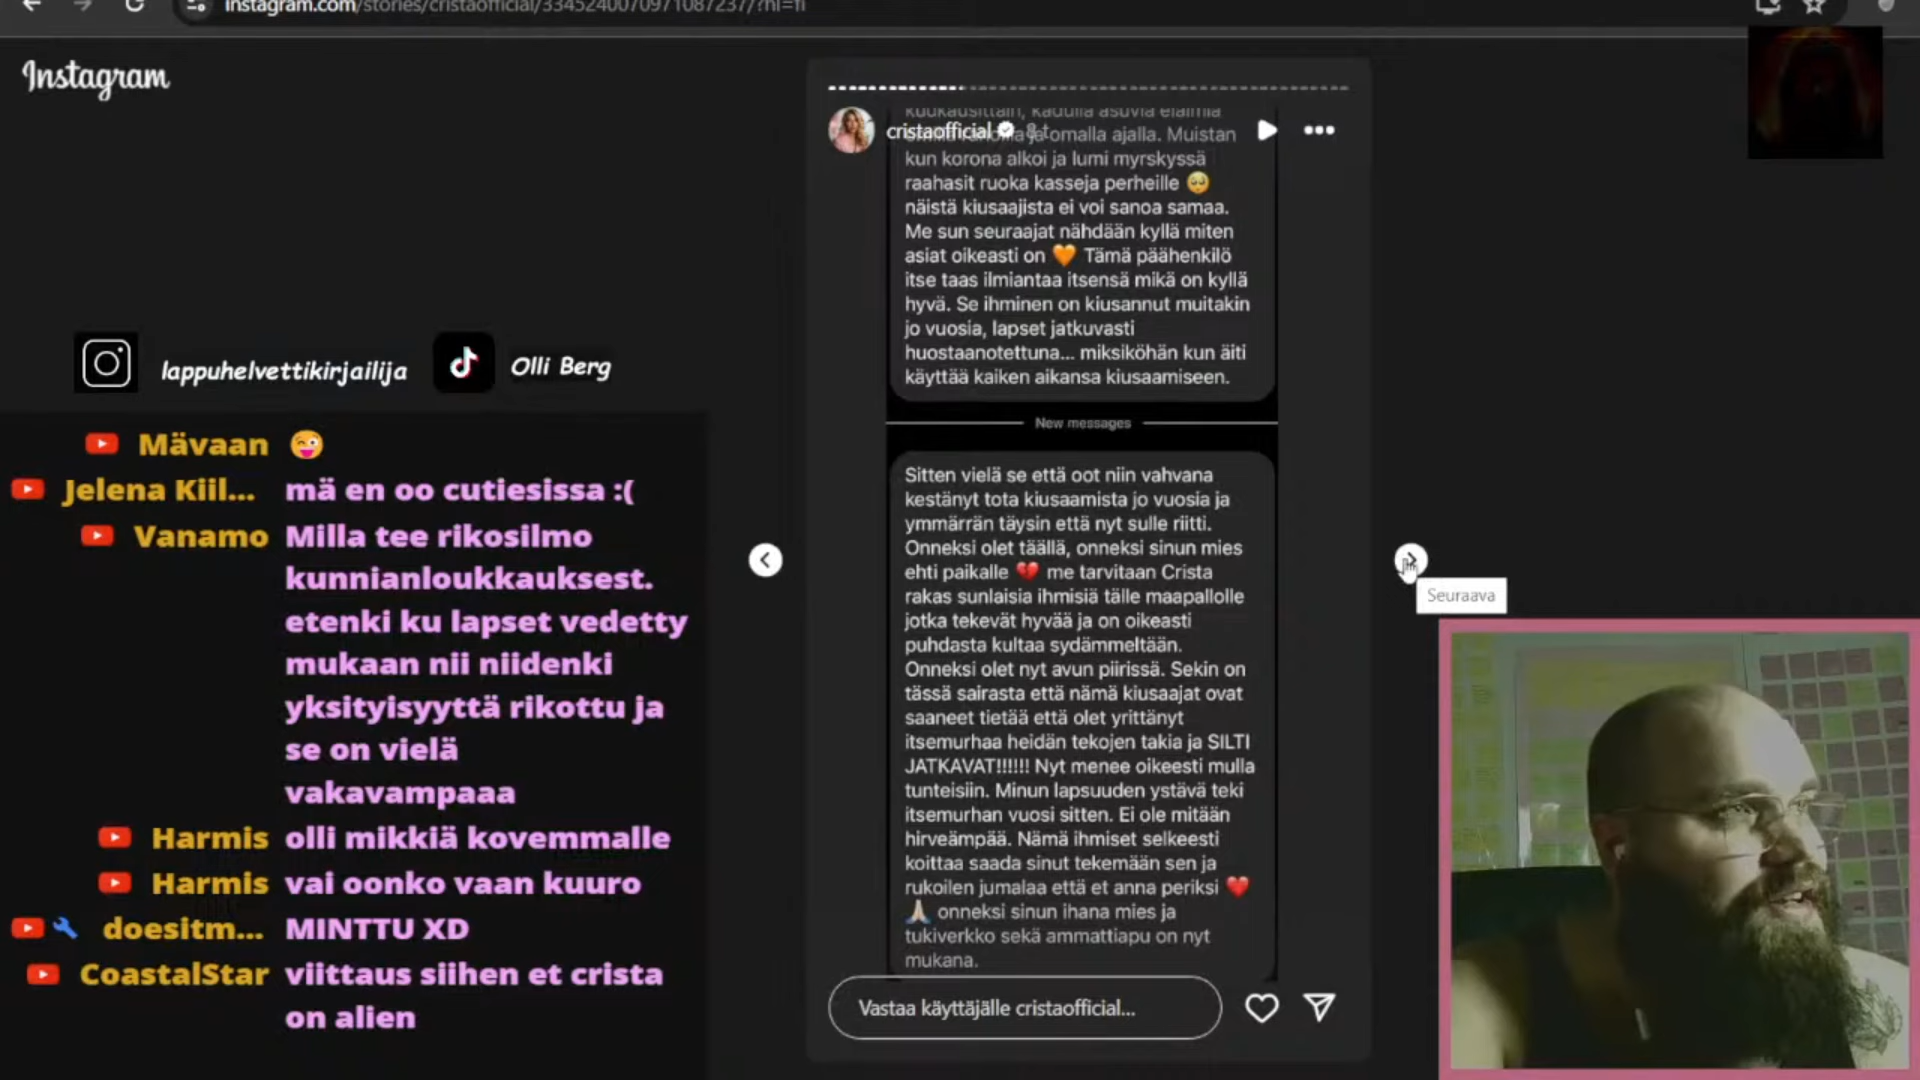 instagram.com/stories/cristaofficial/3345240070971087237/?hl=fi
Instagram
cristaofficial 8 t
kuukausittain, kadulla asuvia eläimiä
ja omalla ajalla. Muistan
kun korona alkoi ja lumi myrskyssä
raahasit ruoka kasseja perheille 🥺
näistä kiusaajista ei voi sanoa samaa.
Me sun seuraajat nähdään kyllä miten
asiat oikeasti on 🧡 Tämä päähenkilö
itse taas ilmiantaa itsensä mikä on kyllä
hyvä. Se ihminen on kiusannut muitakin
jo vuosia, lapset jatkuvasti
huostaanotettuna... miksiköhän kun äiti
käyttää kaiken aikansa kiusaamiseen.
New messages
Sitten vielä se että oot niin vahvana
kestänyt tota kiusaamista jo vuosia ja
ymmärrän täysin että nyt sulle riitti.
Onneksi olet täällä, onneksi sinun mies
ehti paikalle 💔 me tarvitaan Crista
rakas sunlaisia ihmisiä tälle maapallolle
jotka tekevät hyvää ja on oikeasti
puhdasta kultaa sydämmeltään.
Onneksi olet nyt avun piirissä. Sekin on
tässä sairasta että nämä kiusaajat ovat
saaneet tietää että olet yrittänyt
itsemurhaa heidän tekojen takia ja SILTI
JATKAVAT!!!!!! Nyt menee oikeesti mulla
tunteisiin. Minun lapsuuden ystävä teki
itsemurhan vuosi sitten. Ei ole mitään
hirveämpää. Nämä ihmiset selkeesti
koittaa saada sinut tekemään sen ja
rukoilen jumalaa että et anna periksi ❤️
🙏🏻 onneksi sinun ihana mies ja
tukiverkko sekä ammattiapu on nyt
mukana.
Vastaa käyttäjälle cristaofficial...
Seuraava
lappuhelvettikirjailija
Olli Berg
Mävaan 😜
Jelena Kiil... mä en oo cutiesissa :(
Vanamo Milla tee rikosilmo
kunnianloukkauksest.
etenki ku lapset vedetty
mukaan nii niidenki
yksityisyyttä rikottu ja
se on vielä
vakavampaaa
Harmis olli mikkiä kovemmalle
Harmis vai oonko vaan kuuro
doesitm... MINTTU XD
CoastalStar viittaus siihen et crista
on alien